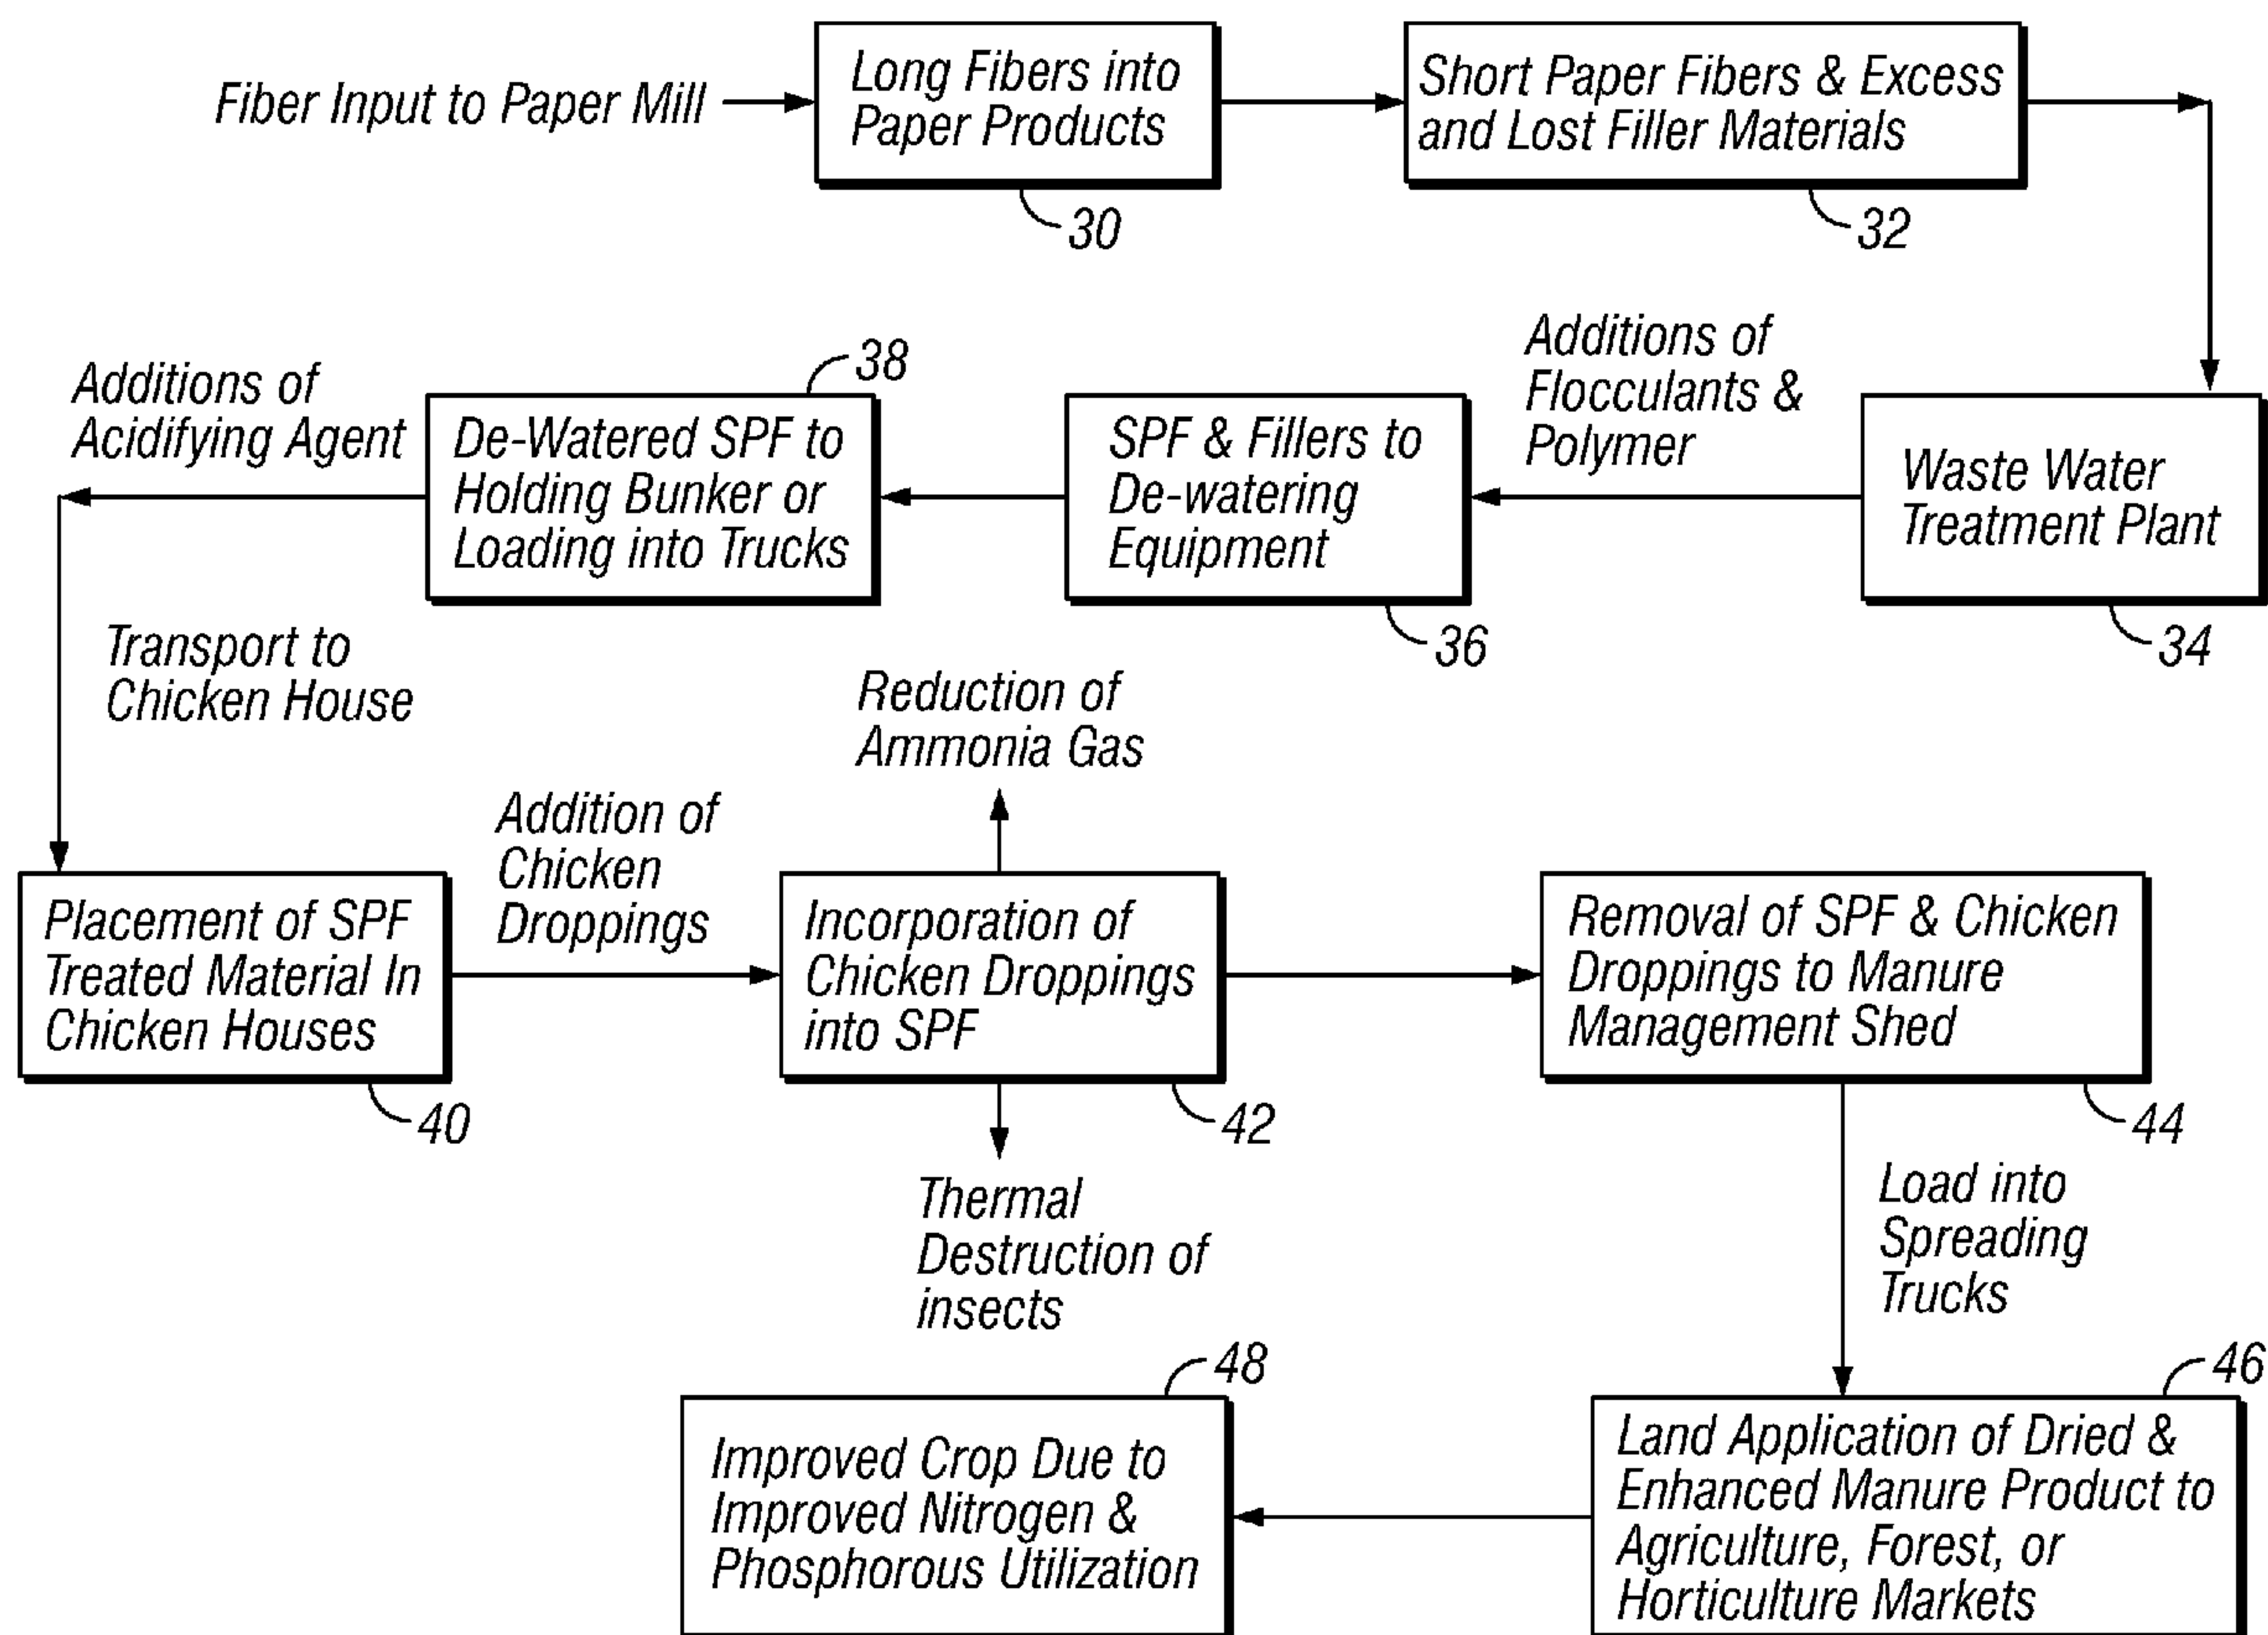 Fiber Input to Paper Mill
Long Fibers into
Paper Products
30
Short Paper Fibers & Excess
and Lost Filler Materials
32
Waste Water
Treatment Plant
34
Additions of
Flocculants &
Polymer
SPF & Fillers to
De-watering
Equipment
36
De-Watered SPF to
Holding Bunker or
Loading into Trucks
38
Additions of
Acidifying Agent
Transport to
Chicken House
Placement of SPF
Treated Material In
Chicken Houses
40
Addition of
Chicken
Droppings
Incorporation of
Chicken Droppings
into SPF
42
Reduction of
Ammonia Gas
Thermal
Destruction of
insects
Removal of SPF & Chicken
Droppings to Manure
Management Shed
44
Load into
Spreading
Trucks
Land Application of Dried &
Enhanced Manure Product to
Agriculture, Forest, or
Horticulture Markets
46
Improved Crop Due to
Improved Nitrogen &
Phosphorous Utilization
48